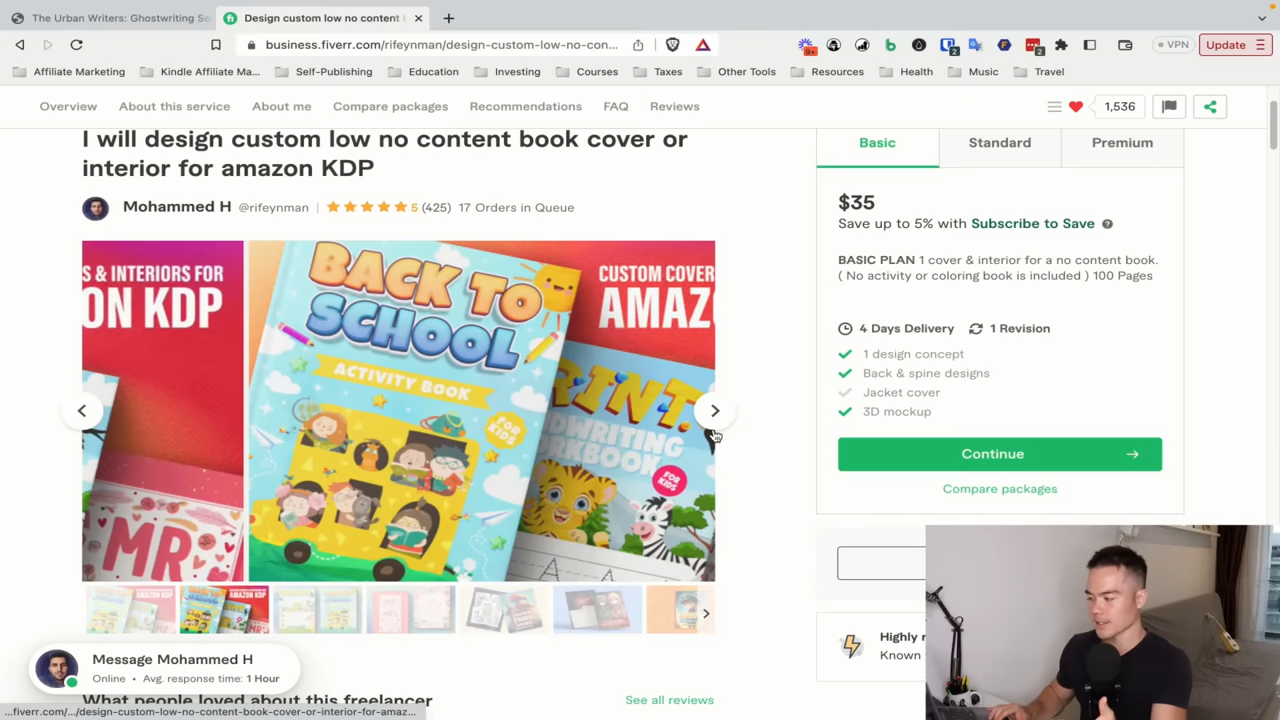 The Urban Writers: Ghostwriting Se
Design custom low no content
business.fiverr.com/rifeynman/design-custom-low-no-con...
9+
2
2
VPN
Update
Affiliate Marketing
Kindle Affiliate Ma...
Self-Publishing
Education
Investing
Courses
Taxes
Other Tools
Resources
Health
Music
Travel
Overview
About this service
About me
Compare packages
Recommendations
FAQ
Reviews
1,536
I will design custom low no content book cover or
interior for amazon KDP
Mohammed H @rifeynman | 5 (425) 17 Orders in Queue
S & INTERIORS FOR
ON KDP
MR
BACK TO
SCHOOL
ACTIVITY BOOK
FOR
KIDS
CUSTOM COVER
AMAZ
RINT
DWRITING
RKBOOK
FOR
KIDS
Basic
Standard
Premium
$35
Save up to 5% with Subscribe to Save
BASIC PLAN 1 cover & interior for a no content book.
( No activity or coloring book is included ) 100 Pages
4 Days Delivery
1 Revision
1 design concept
Back & spine designs
Jacket cover
3D mockup
Continue
Compare packages
Highly r
Known
Message Mohammed H
Online • Avg. response time: 1 Hour
What people loved about this freelancer
See all reviews
...fiverr.com/.../design-custom-low-no-content-book-cover-or-interior-for-amaz...